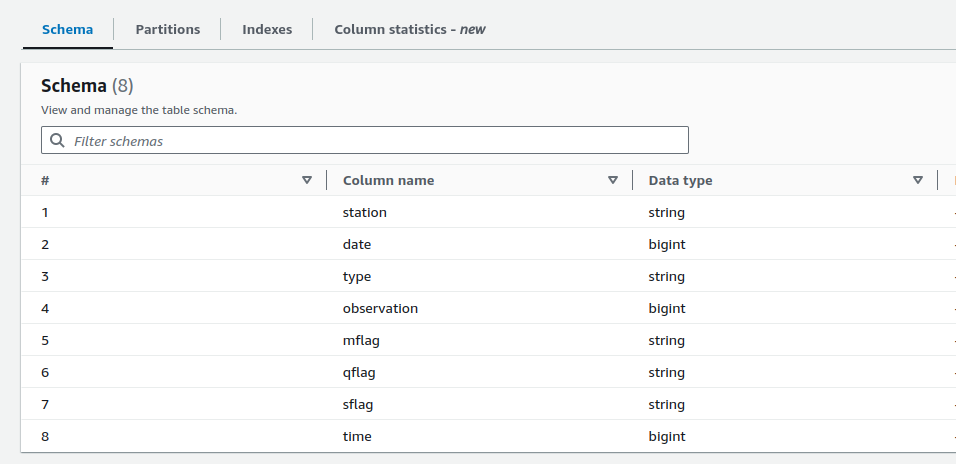 Schema Partitions Indexes Column statistics - new
Schema (8)
View and manage the table schema.
Filter schemas
# Column name Data type
1 station string
2 date bigint
3 type string
4 observation bigint
5 mflag string
6 qflag string
7 sflag string
8 time bigint